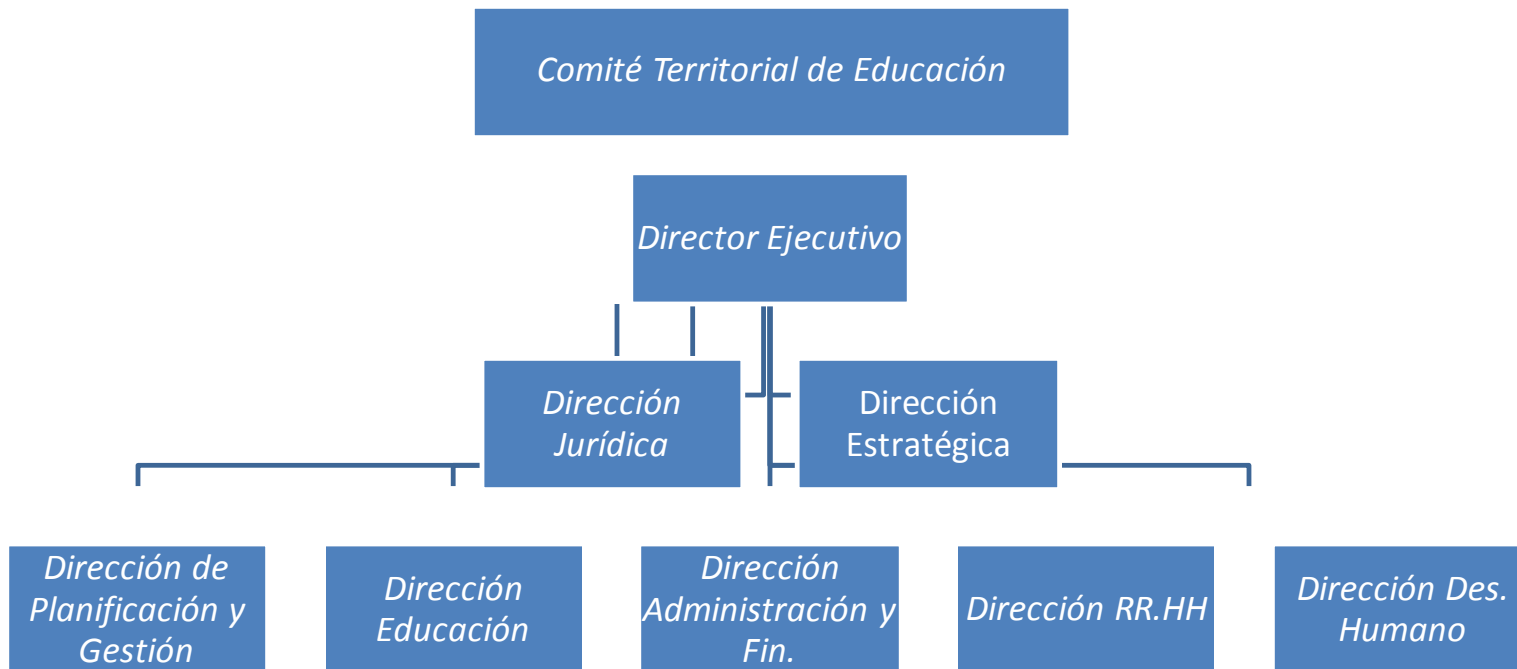 Comité Territorial de Educación
Director Ejecutivo
Dirección
Jurídica
Dirección
Estratégica
Dirección de
Planificación y
Gestión
Dirección
Educación
Dirección
Administración y
Fin.
Dirección RR.HH
Dirección Des.
Humano